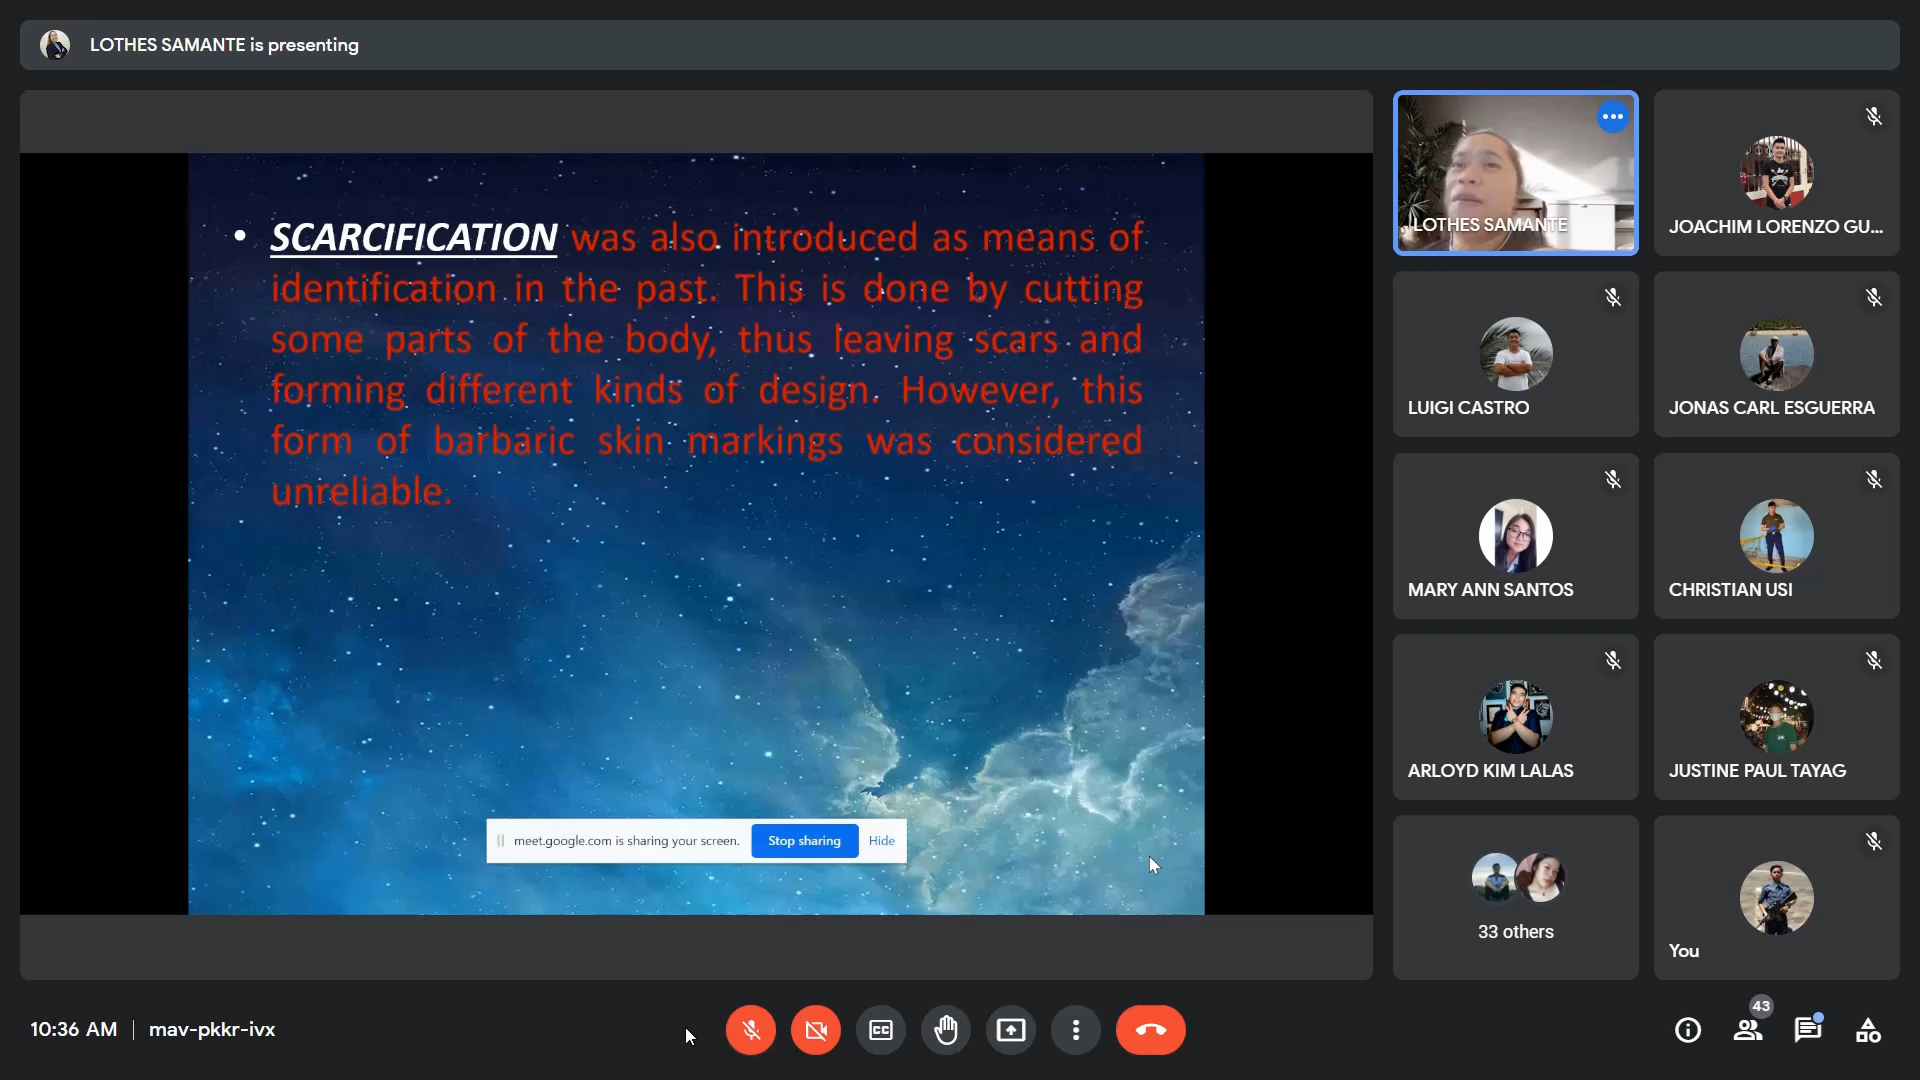 LOTHES SAMANTE is presenting
• SCARCIFICATION was also introduced as means of
identification in the past. This is done by cutting
some parts of the body, thus leaving scars and
forming different kinds of design. However, this
form of barbaric skin markings was considered
unreliable.
meet.google.com is sharing your screen. Stop sharing Hide
LOTHES SAMANTE
JOACHIM LORENZO GU...
LUIGI CASTRO
JONAS CARL ESGUERRA
MARY ANN SANTOS
CHRISTIAN USI
ARLOYD KIM LALAS
JUSTINE PAUL TAYAG
33 others
You
10:36 AM | mav-pkkr-ivx
CC
43